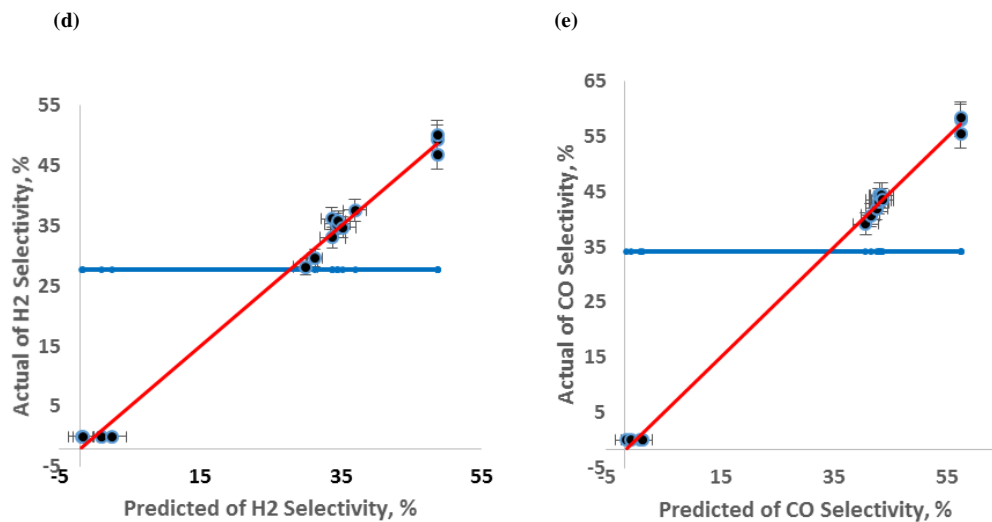 (d)
(e)
55
45
35
25
15
5
-5
Actual of H2 Selectivity, %
-5 15 35 55
Predicted of H2 Selectivity, %
65
55
45
35
25
15
5
-5
Actual of CO Selectivity, %
-5 15 35 55
Predicted of CO Selectivity, %